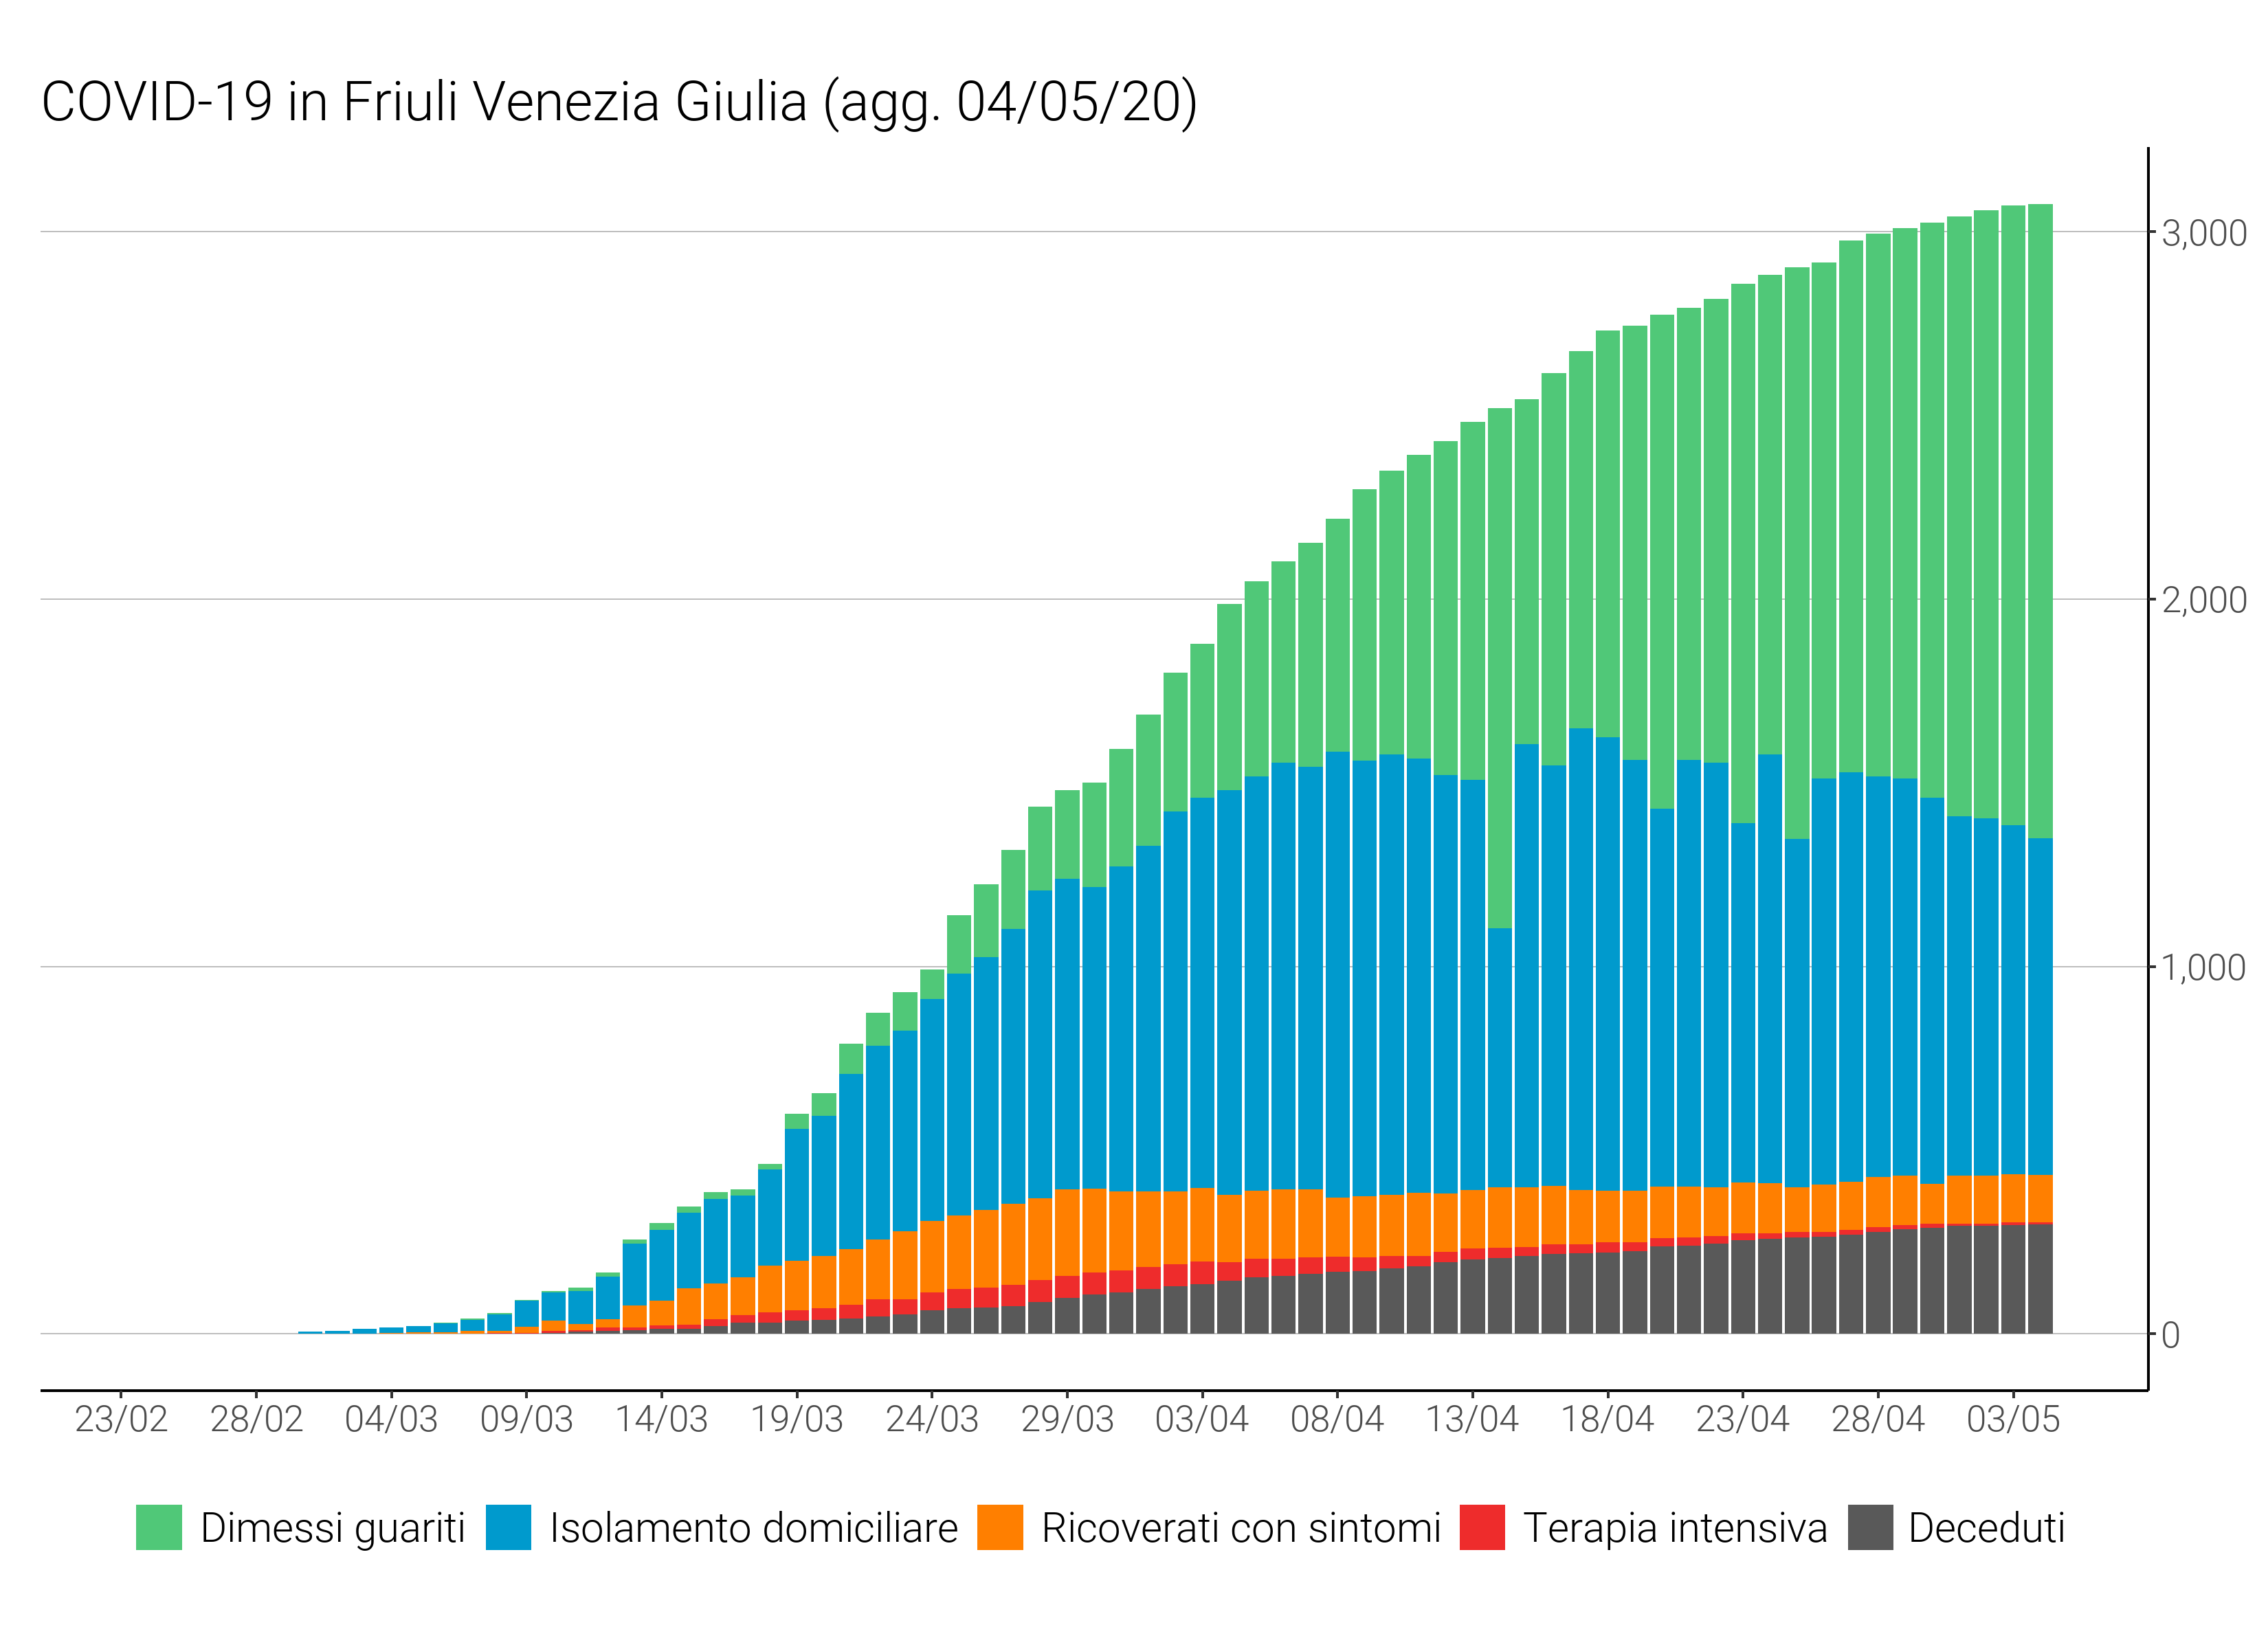 COVID-19 in Friuli Venezia Giulia (agg. 04/05/20)
3,000
2,000
1,000
0
23/02 28/02 04/03 09/03 14/03 19/03 24/03 29/03 03/04 08/04 13/04 18/04 23/04 28/04 03/05
Dimessi guariti Isolamento domiciliare Ricoverati con sintomi Terapia intensiva Deceduti